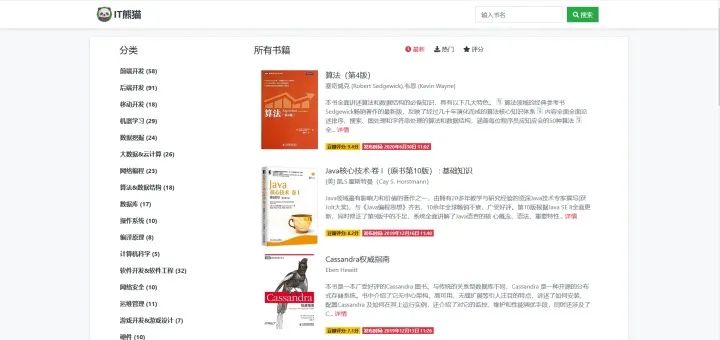 IT熊猫
输入书名
搜索
分类
所有书籍
最新
热门
评分
前端开发 (58)
后端开发 (91)
移动开发 (18)
机器学习 (29)
数据挖掘 (24)
大数据&云计算 (26)
网络编程 (23)
算法&数据结构 (18)
数据库 (17)
操作系统 (10)
编译原理 (8)
计算机科学 (5)
软件开发&软件工程 (32)
网络安全 (10)
运维管理 (11)
游戏开发&游戏设计 (7)
硬件 (10)
算法
算法（第4版）
塞奇威克 (Robert Sedgewick),韦恩 (Kevin Wayne)
本书全面讲述算法和数据结构的必备知识，具有以下几大特色。 算法领域的经典参考书
Sedgewick畅销著作的最新版，反映了经过几十年演化而成的算法核心知识体系 内容全面全面论
述排序、搜索、图处理和字符串处理的算法和数据结构，涵盖每位程序员应知应会的50种算法
全... 详情
豆瓣评分: 9.4分
发布时间: 2020年6月30日 11:02
Java
核心技术 卷 I
Java核心技术·卷 I（原书第10版）：基础知识
[美] 凯.S.霍斯特曼（Cay S. Horstmann）
Java领域最有影响力和价值的著作之一，由拥有20多年教学与研究经验的资深Java技术专家撰写(获
Jolt大奖)，与《Java编程思想》齐名，10余年全球畅销不衰，广受好评。第10版根据Java SE 8全面更
新，同时修正了第9版中的不足，系统全面讲解了Java语言的核 心概念、语法、重要特性... 详情
豆瓣评分: 8.2分
发布时间: 2019年12月16日 11:40
Cassandra
权威指南
Cassandra权威指南
Eben Hewitt
本书是一本广受好评的Cassandra 图书。与传统的关系型数据库不同，Cassandra 是一种开源的分布
式存储系统。书中介绍了它无中心架构、高可用、无缝扩展等引人注目的特点，讲述了如何安装、
配置Cassandra 及如何在其上运行实例，还介绍了对它的监控、维护和性能调优手段，同时还涉及了
C... 详情
豆瓣评分: 7.1分
发布时间: 2019年12月13日 11:26